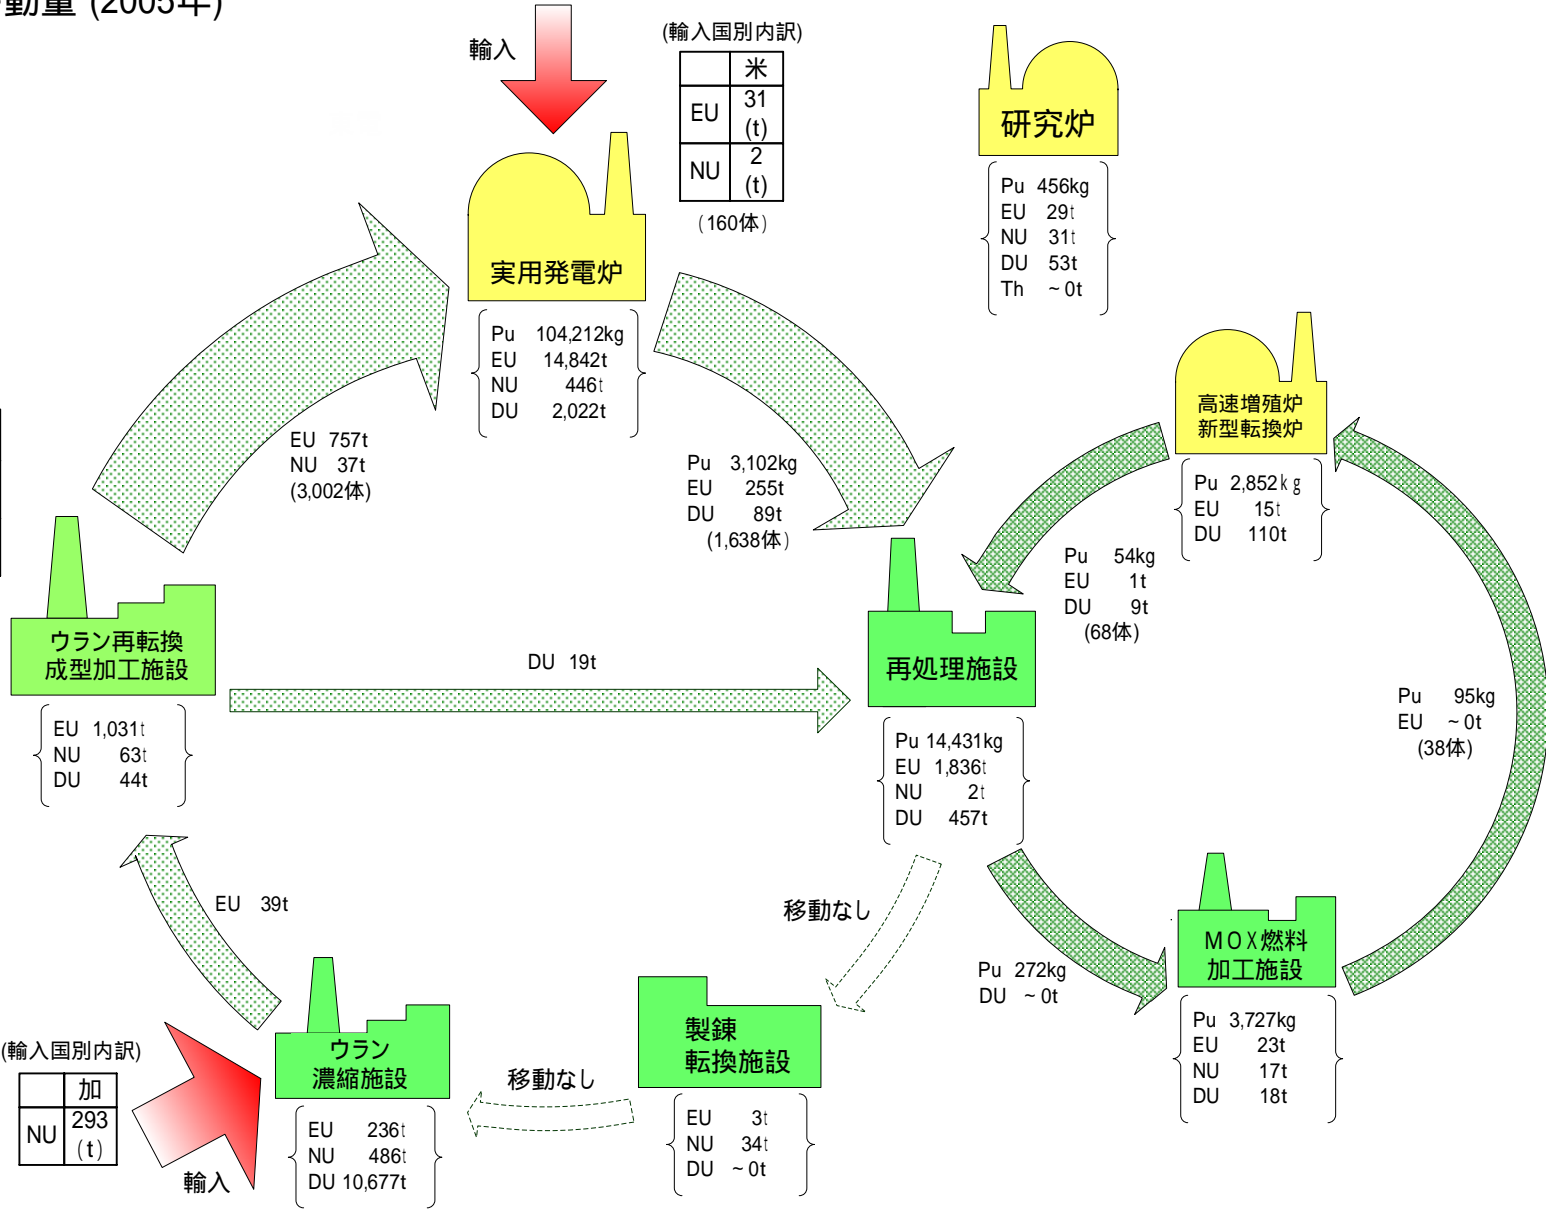 動量 (2005年)
輸入
(輸入国別内訳)
米
EU 31 (t)
NU 2 (t)
(160体)
研究炉
Pu 456kg
EU 29t
NU 31t
DU 53t
Th ~0t
実用発電炉
Pu 104,212kg
EU 14,842t
NU 446t
DU 2,022t
高速増殖炉
新型転換炉
Pu 2,852kg
EU 15t
DU 110t
EU 757t
NU 37t
(3,002体)
Pu 3,102kg
EU 255t
DU 89t
(1,638体)
Pu 54kg
EU 1t
DU 9t
(68体)
ウラン再転換
成型加工施設
EU 1,031t
NU 63t
DU 44t
DU 19t
再処理施設
Pu 14,431kg
EU 1,836t
NU 2t
DU 457t
Pu 95kg
EU ~0t
(38体)
EU 39t
移動なし
Pu 272kg
DU ~0t
MOX燃料
加工施設
Pu 3,727kg
EU 23t
NU 17t
DU 18t
(輸入国別内訳)
加
NU 293 (t)
輸入
ウラン
濃縮施設
EU 236t
NU 486t
DU 10,677t
移動なし
製錬
転換施設
EU 3t
NU 34t
DU ~0t